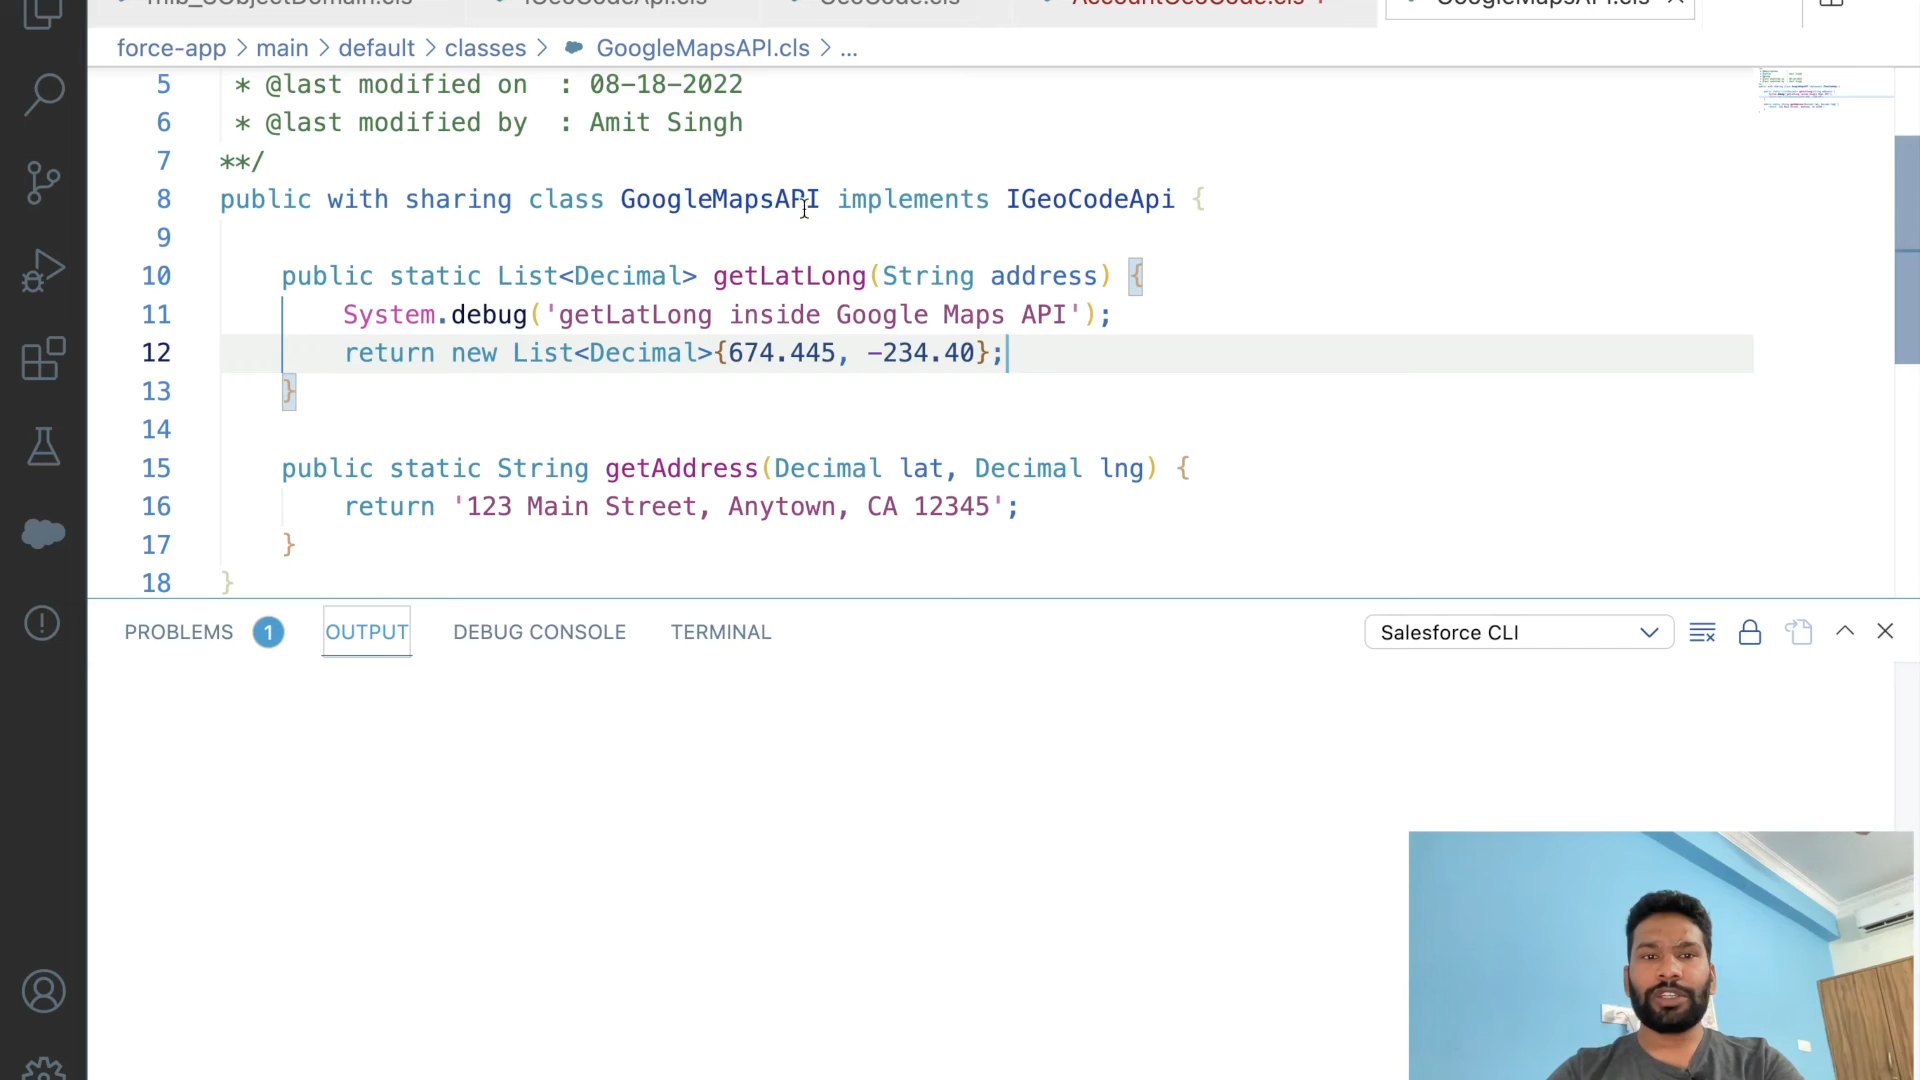 GeoCode.cls
AccountGeoCode.cls
GoogleMapsAPI.cls
force-app > main > default > classes > GoogleMapsAPI.cls > ...
5 * @last modified on : 08-18-2022
6 * @last modified by : Amit Singh
7 **/
8 public with sharing class GoogleMapsAPI implements IGeoCodeApi {
9
10 public static List<Decimal> getLatLong(String address) {
11 System.debug('getLatLong inside Google Maps API');
12 return new List<Decimal>{674.445, -234.40};
13 }
14
15 public static String getAddress(Decimal lat, Decimal lng) {
16 return '123 Main Street, Anytown, CA 12345';
17 }
18 }
PROBLEMS 1 OUTPUT DEBUG CONSOLE TERMINAL Salesforce CLI